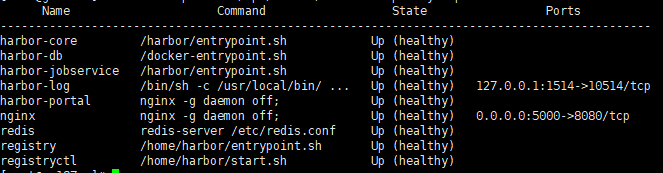 Name Command State Ports
--------------------------------------------------------------------------------
harbor-core /harbor/entrypoint.sh Up (healthy)
harbor-db /docker-entrypoint.sh Up (healthy)
harbor-jobservice /harbor/entrypoint.sh Up (healthy)
harbor-log /bin/sh -c /usr/local/bin/ ... Up (healthy) 127.0.0.1:1514->10514/tcp
harbor-portal nginx -g daemon off; Up (healthy)
nginx nginx -g daemon off; Up (healthy) 0.0.0.0:5000->8080/tcp
redis redis-server /etc/redis.conf Up (healthy)
registry /home/harbor/entrypoint.sh Up (healthy)
registryctl /home/harbor/start.sh Up (healthy)